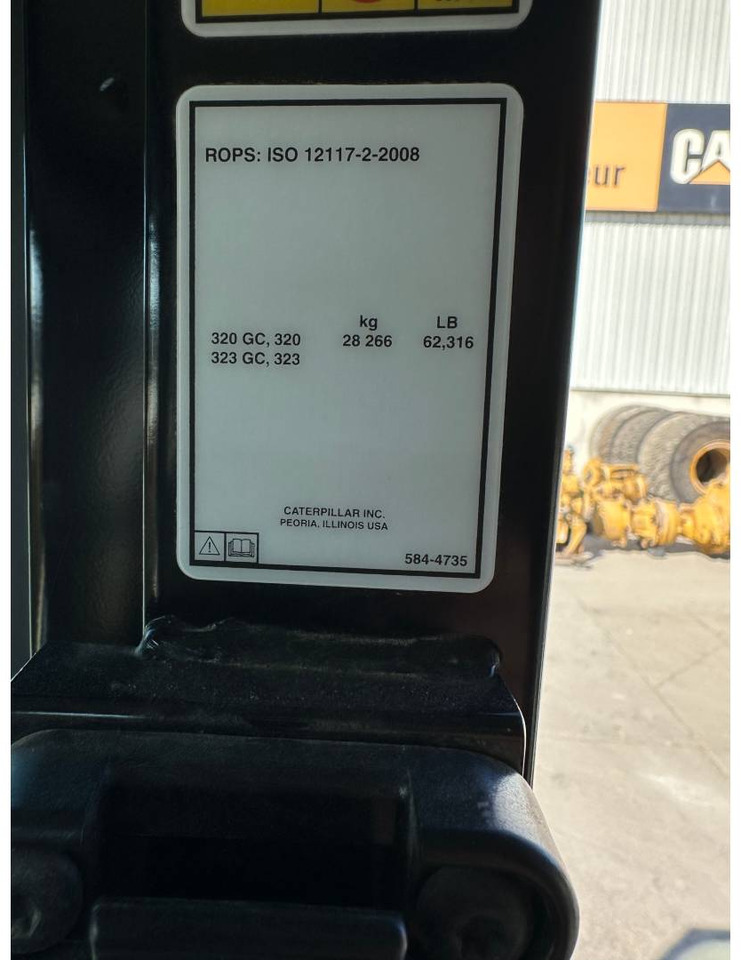 ROPS: ISO 12117-2-2008
kg LB
320 GC, 320 28 266 62,316
323 GC, 323
CATERPILLAR INC.
PEORIA, ILLINOIS USA
584-4735
eur
CA